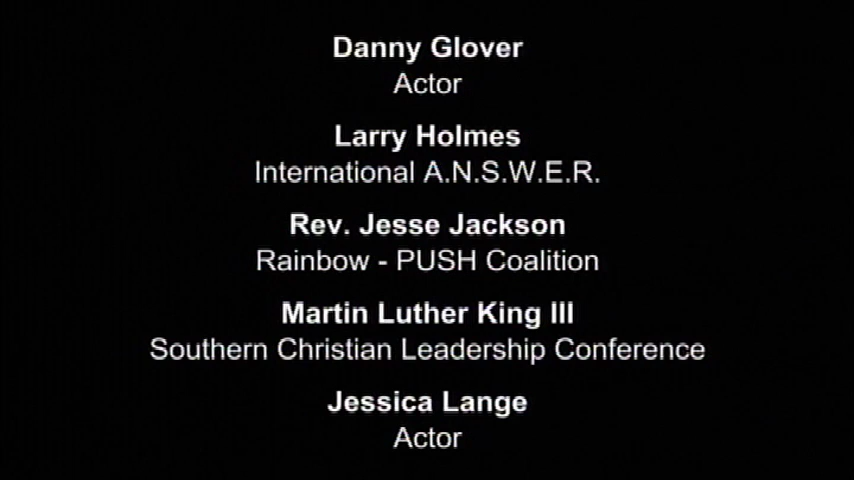 Danny Glover
Actor
Larry Holmes
International A.N.S.W.E.R.
Rev. Jesse Jackson
Rainbow - PUSH Coalition
Martin Luther King III
Southern Christian Leadership Conference
Jessica Lange
Actor